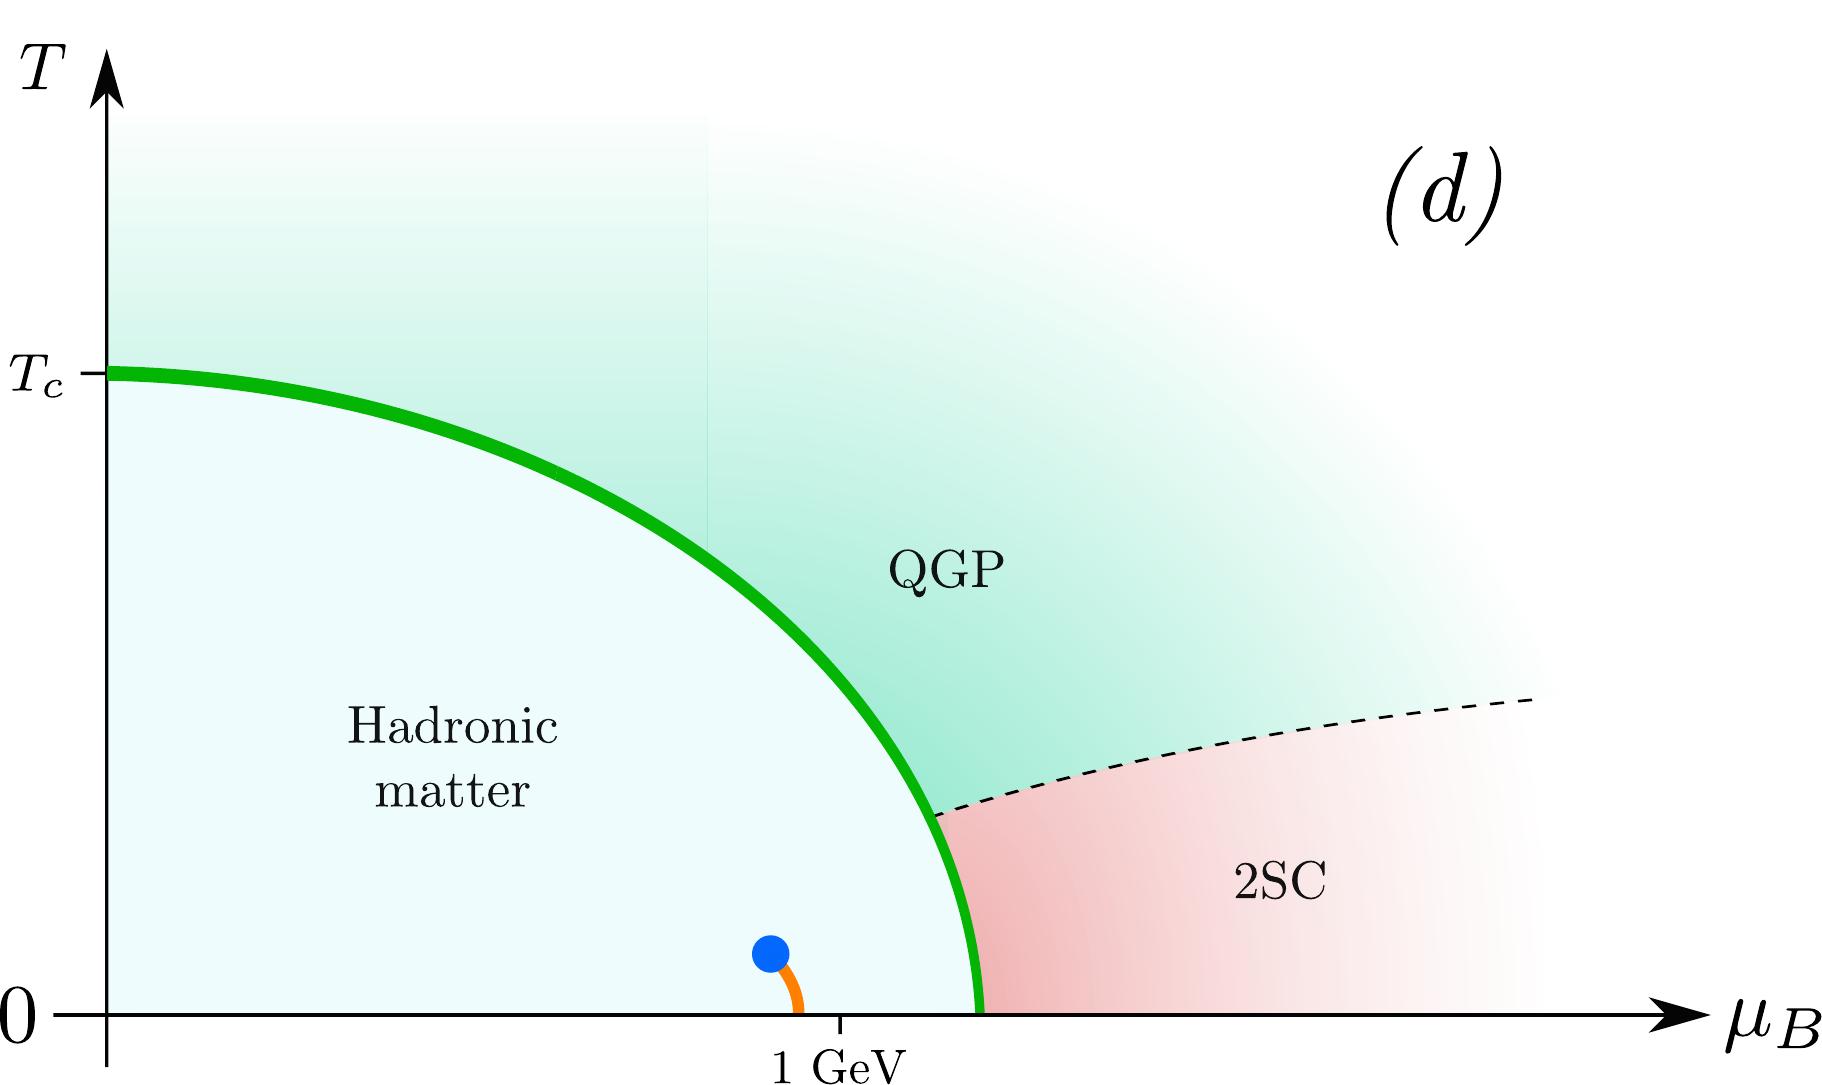 T
(d)
T_c
QGP
Hadronic
matter
2SC
0
μ_B
1 GeV